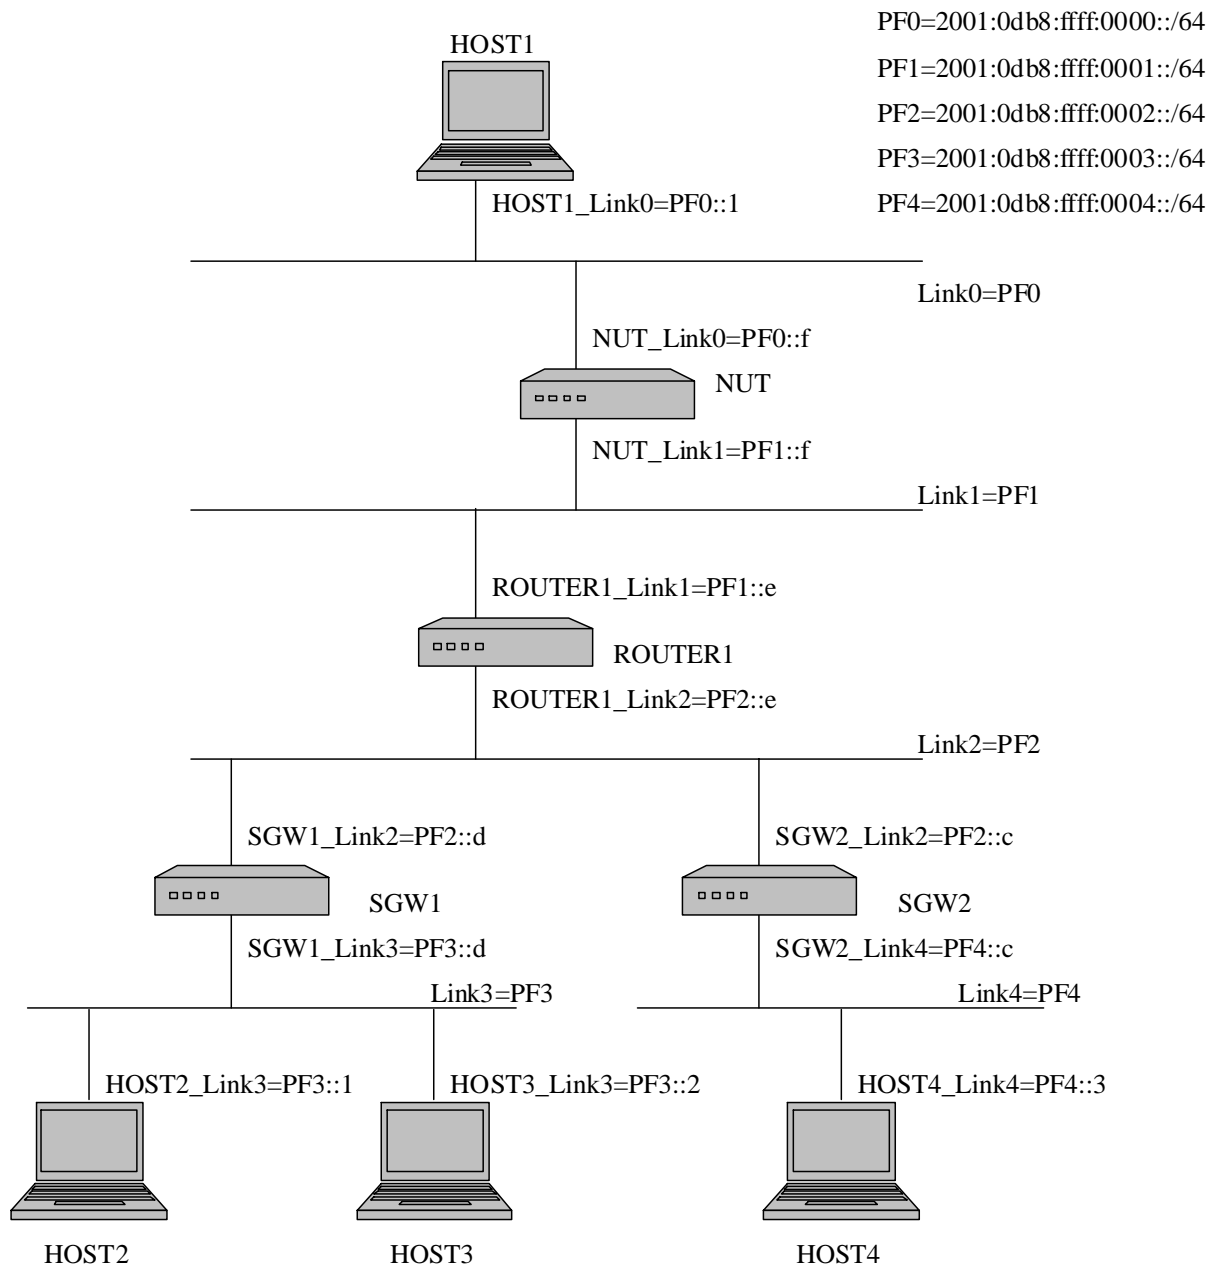 PF0=2001:0db8:ffff:0000::/64
HOST1
PF1=2001:0db8:ffff:0001::/64
PF2=2001:0db8:ffff:0002::/64
PF3=2001:0db8:ffff:0003::/64
HOST1_Link0=PF0::1
PF4=2001:0db8:ffff:0004::/64
Link0=PF0
NUT_Link0=PF0::f
NUT
NUT_Link1=PF1::f
Link1=PF1
ROUTER1_Link1=PF1::e
ROUTER1
ROUTER1_Link2=PF2::e
Link2=PF2
SGW1_Link2=PF2::d
SGW2_Link2=PF2::c
SGW1
SGW2
SGW1_Link3=PF3::d
SGW2_Link4=PF4::c
Link3=PF3
Link4=PF4
HOST2_Link3=PF3::1
HOST3_Link3=PF3::2
HOST4_Link4=PF4::3
HOST2
HOST3
HOST4